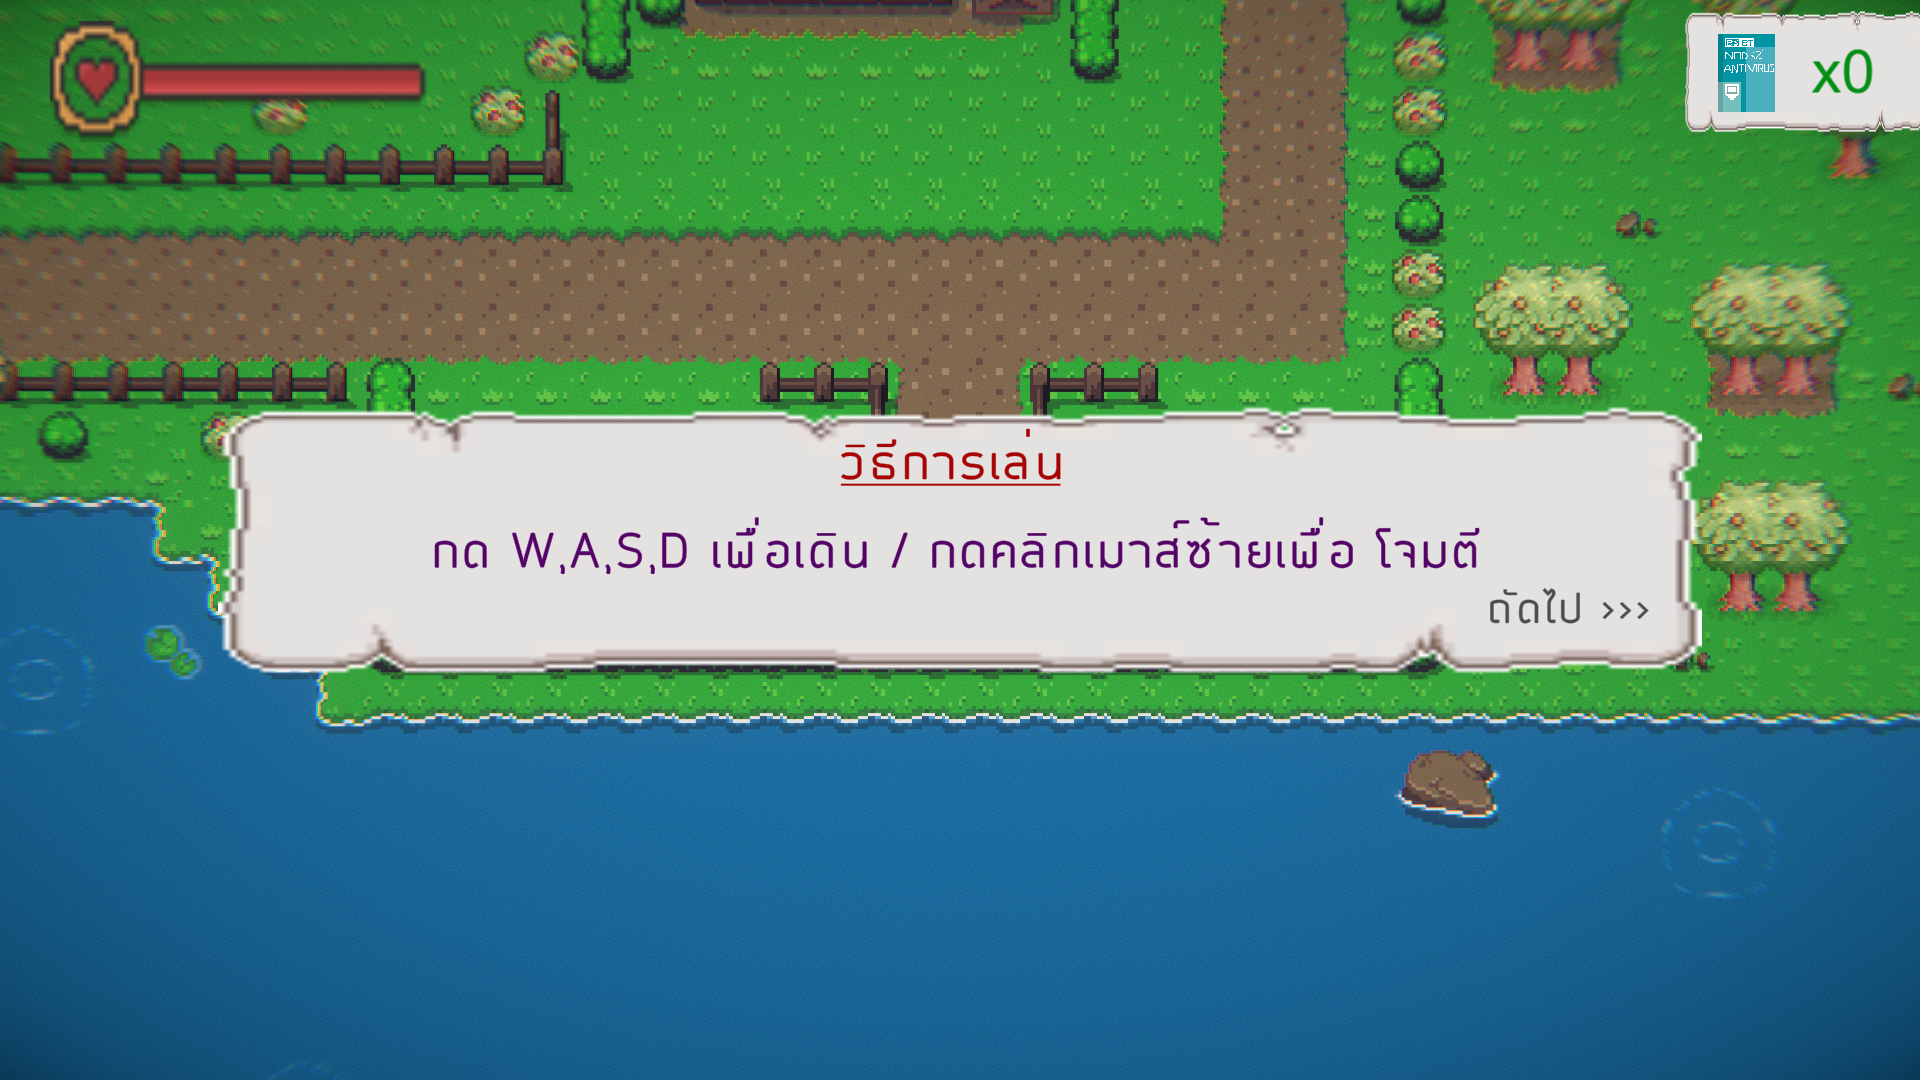 eseT
NOD32
ANTIVIRUS
x0
วิธีการเล่น
กด W,A,S,D เพื่อเดิน / กดคลิกเมาส์ซ้ายเพื่อ โจมตี
ถัดไป >>>